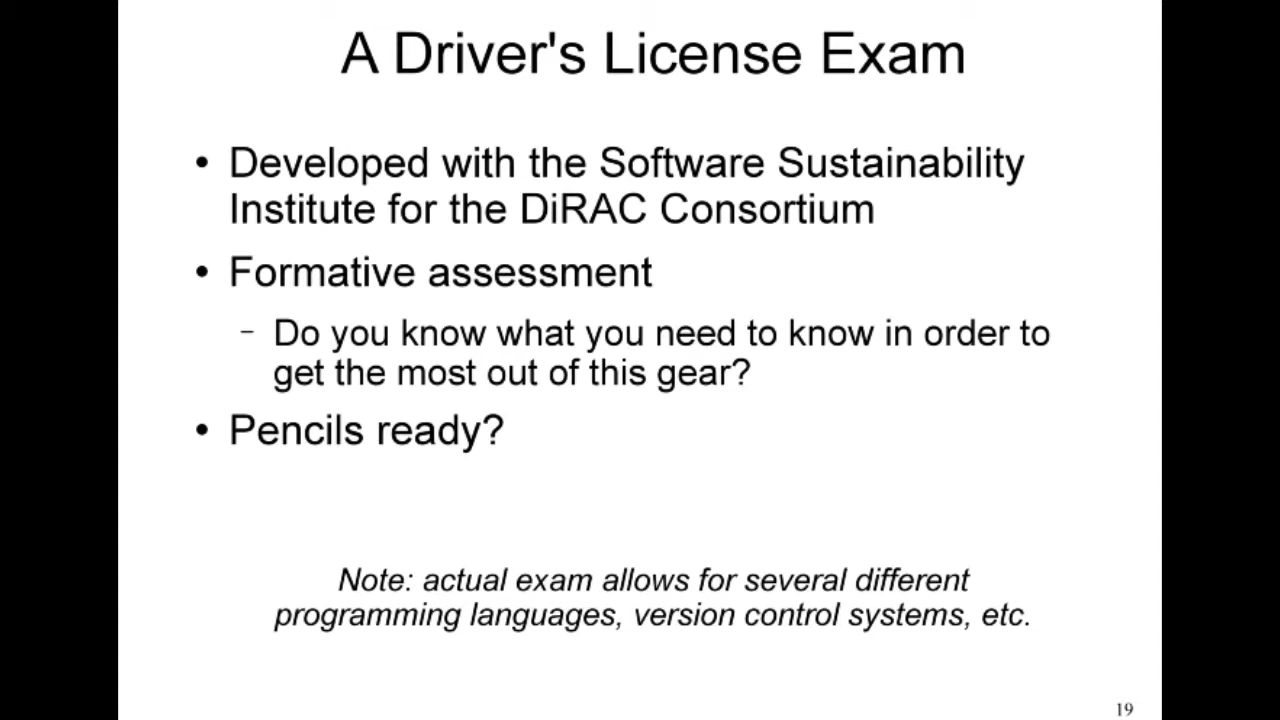 A Driver's License Exam
• Developed with the Software Sustainability
Institute for the DiRAC Consortium
• Formative assessment
– Do you know what you need to know in order to
get the most out of this gear?
• Pencils ready?
Note: actual exam allows for several different
programming languages, version control systems, etc.
19